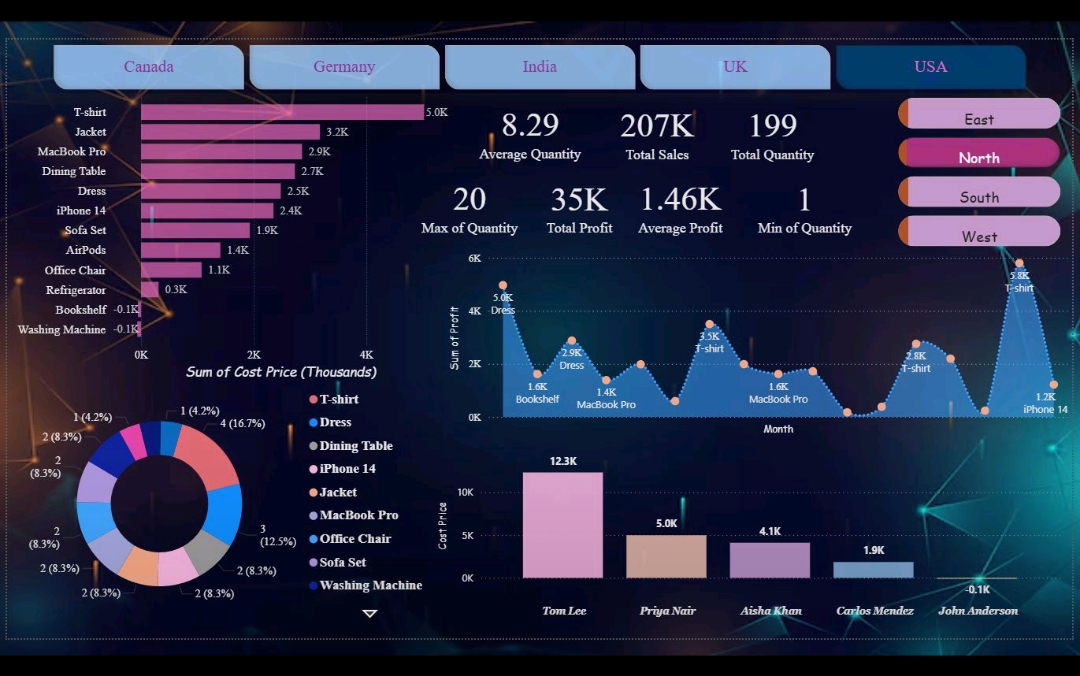 Canada
Germany
India
UK
USA
T-shirt 5.0K
Jacket 3.2K
MacBook Pro 2.9K
Dining Table 2.7K
Dress 2.5K
iPhone 14 2.4K
Sofa Set 1.9K
AirPods 1.4K
Office Chair 1.1K
Refrigerator 0.3K
Bookshelf -0.1K
Washing Machine -0.1K
0K 2K 4K
Sum of Cost Price (Thousands)
8.29
Average Quantity
207K
Total Sales
199
Total Quantity
20
Max of Quantity
35K
Total Profit
1.46K
Average Profit
1
Min of Quantity
East
North
South
West
Sum of Profit
6K
4K
2K
0K
5.0K
Dress
1.6K
Bookshelf
2.9K
Dress
1.4K
MacBook Pro
3.5K
T-shirt
1.6K
MacBook Pro
2.8K
T-shirt
5.8K
T-shirt
1.2K
iPhone 14
Month
1 (4.2%)
4 (16.7%)
3
(12.5%)
2 (8.3%)
2 (8.3%)
2 (8.3%)
2 (8.3%)
2
(8.3%)
2
(8.3%)
2 (8.3%)
1 (4.2%)
T-shirt
Dress
Dining Table
iPhone 14
Jacket
MacBook Pro
Office Chair
Sofa Set
Washing Machine
Cost Price
10K
5K
0K
12.3K
5.0K
4.1K
1.9K
-0.1K
Tom Lee
Priya Nair
Aisha Khan
Carlos Mendez
John Anderson